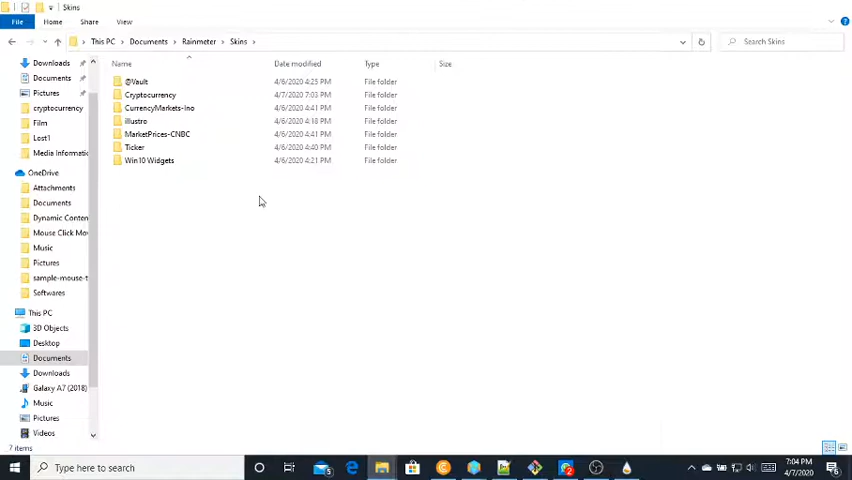 Skins
File
Home
Share
View
This PC
Documents
Rainmeter
Skins
Search Skins
Name
Date modified
Type
Size
Downloads
Documents
Pictures
cryptocurrency
Film
Lost1
Media Informatio
OneDrive
Attachments
Documents
Dynamic Conten
Mouse Click Mov
Music
Pictures
sample-mouse-t
Softwares
This PC
3D Objects
Desktop
Documents
Downloads
Galaxy A7 (2018)
Music
Pictures
Videos
@Vault 4/6/2020 4:25 PM File folder
Cryptocurrency 4/7/2020 7:03 PM File folder
CurrencyMarkets-Ino 4/6/2020 4:41 PM File folder
illustro 4/6/2020 4:18 PM File folder
MarketPrices-CNBC 4/6/2020 4:41 PM File folder
Ticker 4/6/2020 4:40 PM File folder
Win10 Widgets 4/6/2020 4:21 PM File folder
7 items
Type here to search
5
2
7:04 PM
4/7/2020
6